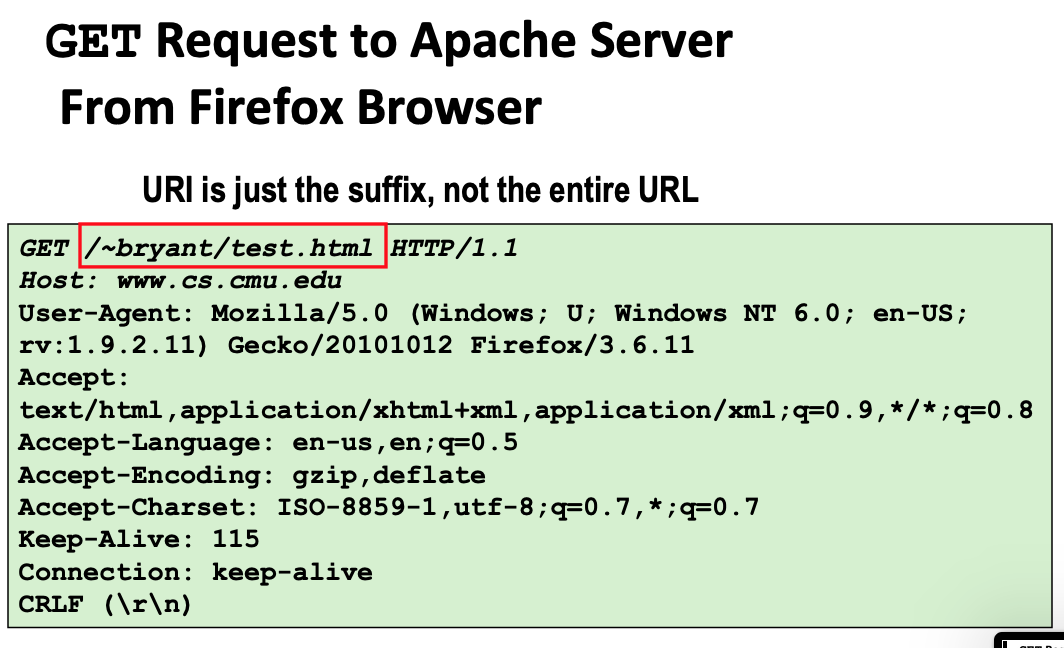 GET Request to Apache Server
From Firefox Browser
URI is just the suffix, not the entire URL
GET /~bryant/test.html HTTP/1.1
Host: www.cs.cmu.edu
User-Agent: Mozilla/5.0 (Windows; U; Windows NT 6.0; en-US;
rv:1.9.2.11) Gecko/20101012 Firefox/3.6.11
Accept:
text/html,application/xhtml+xml,application/xml;q=0.9,*/*;q=0.8
Accept-Language: en-us,en;q=0.5
Accept-Encoding: gzip,deflate
Accept-Charset: ISO-8859-1,utf-8;q=0.7,*;q=0.7
Keep-Alive: 115
Connection: keep-alive
CRLF (\r\n)